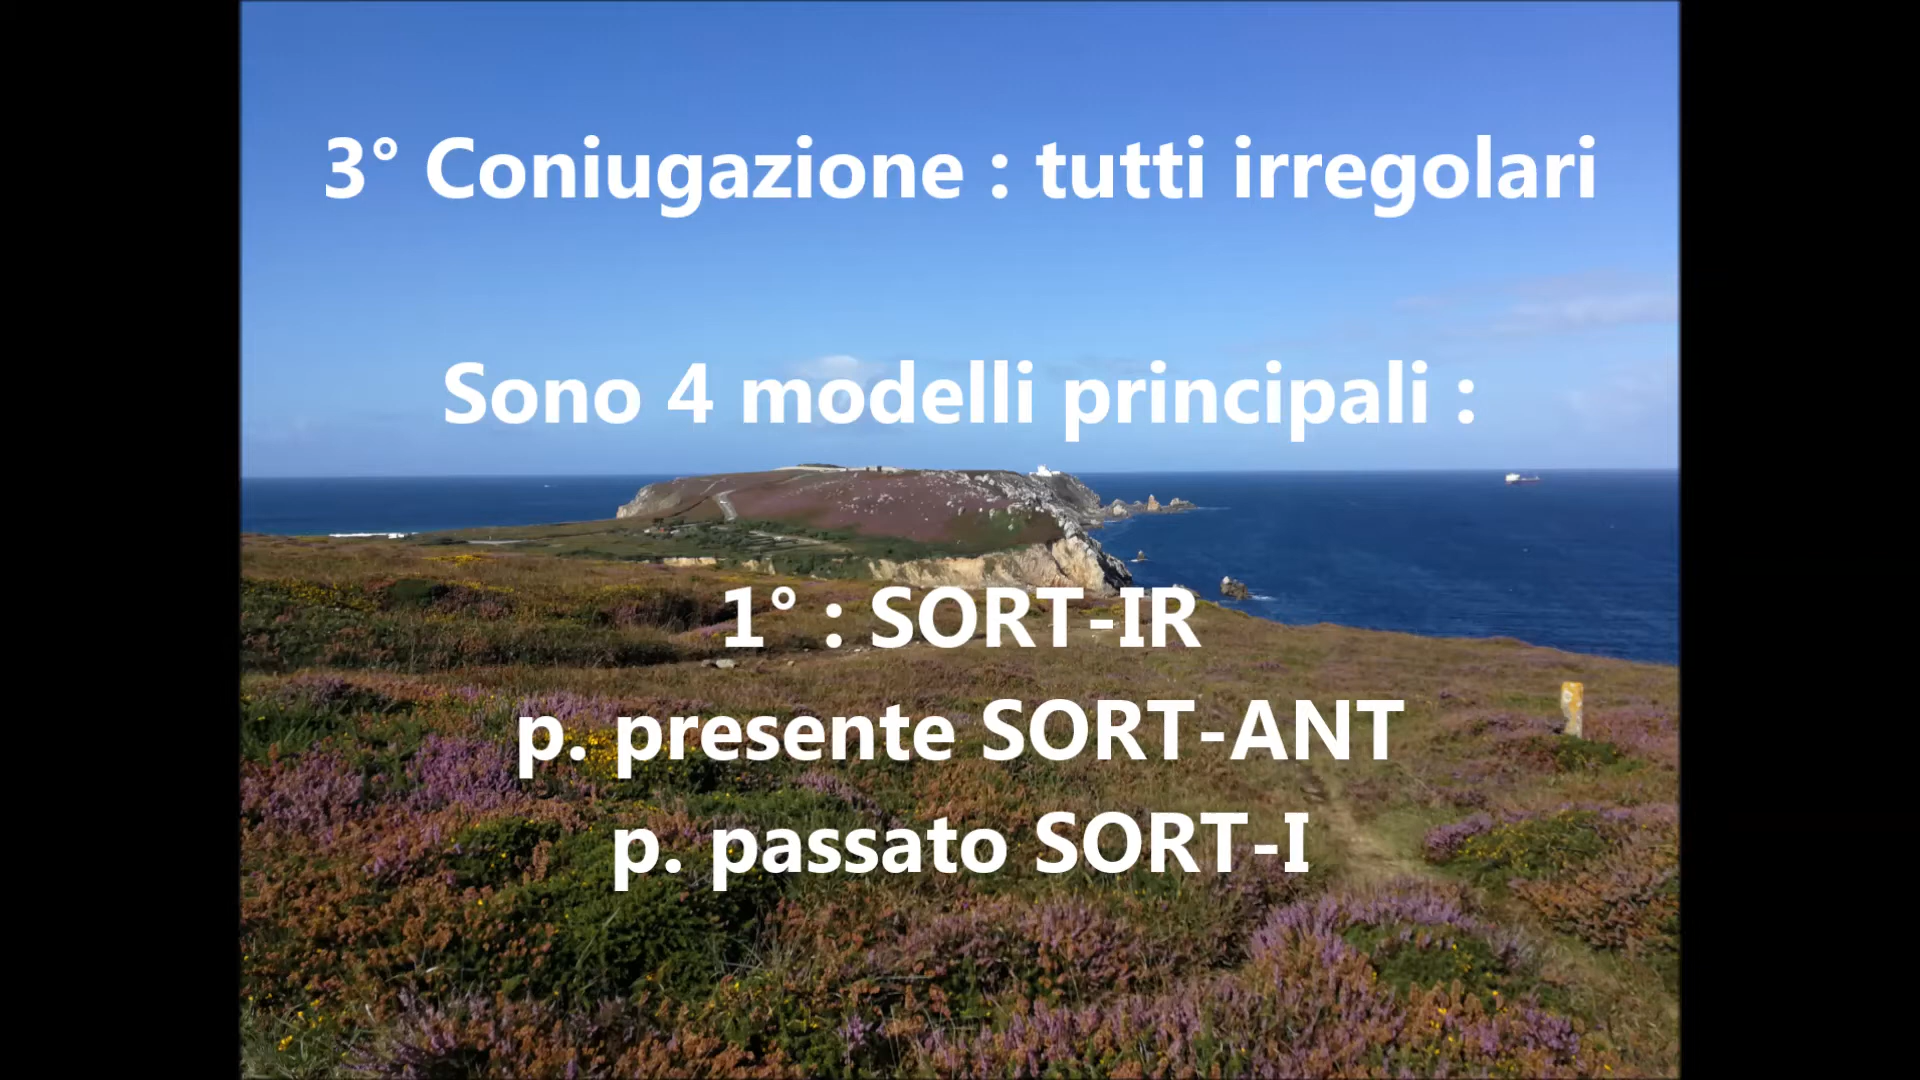 3° Coniugazione : tutti irregolari
Sono 4 modelli principali :
1° : SORT-IR
p. presente SORT-ANT
p. passato SORT-I